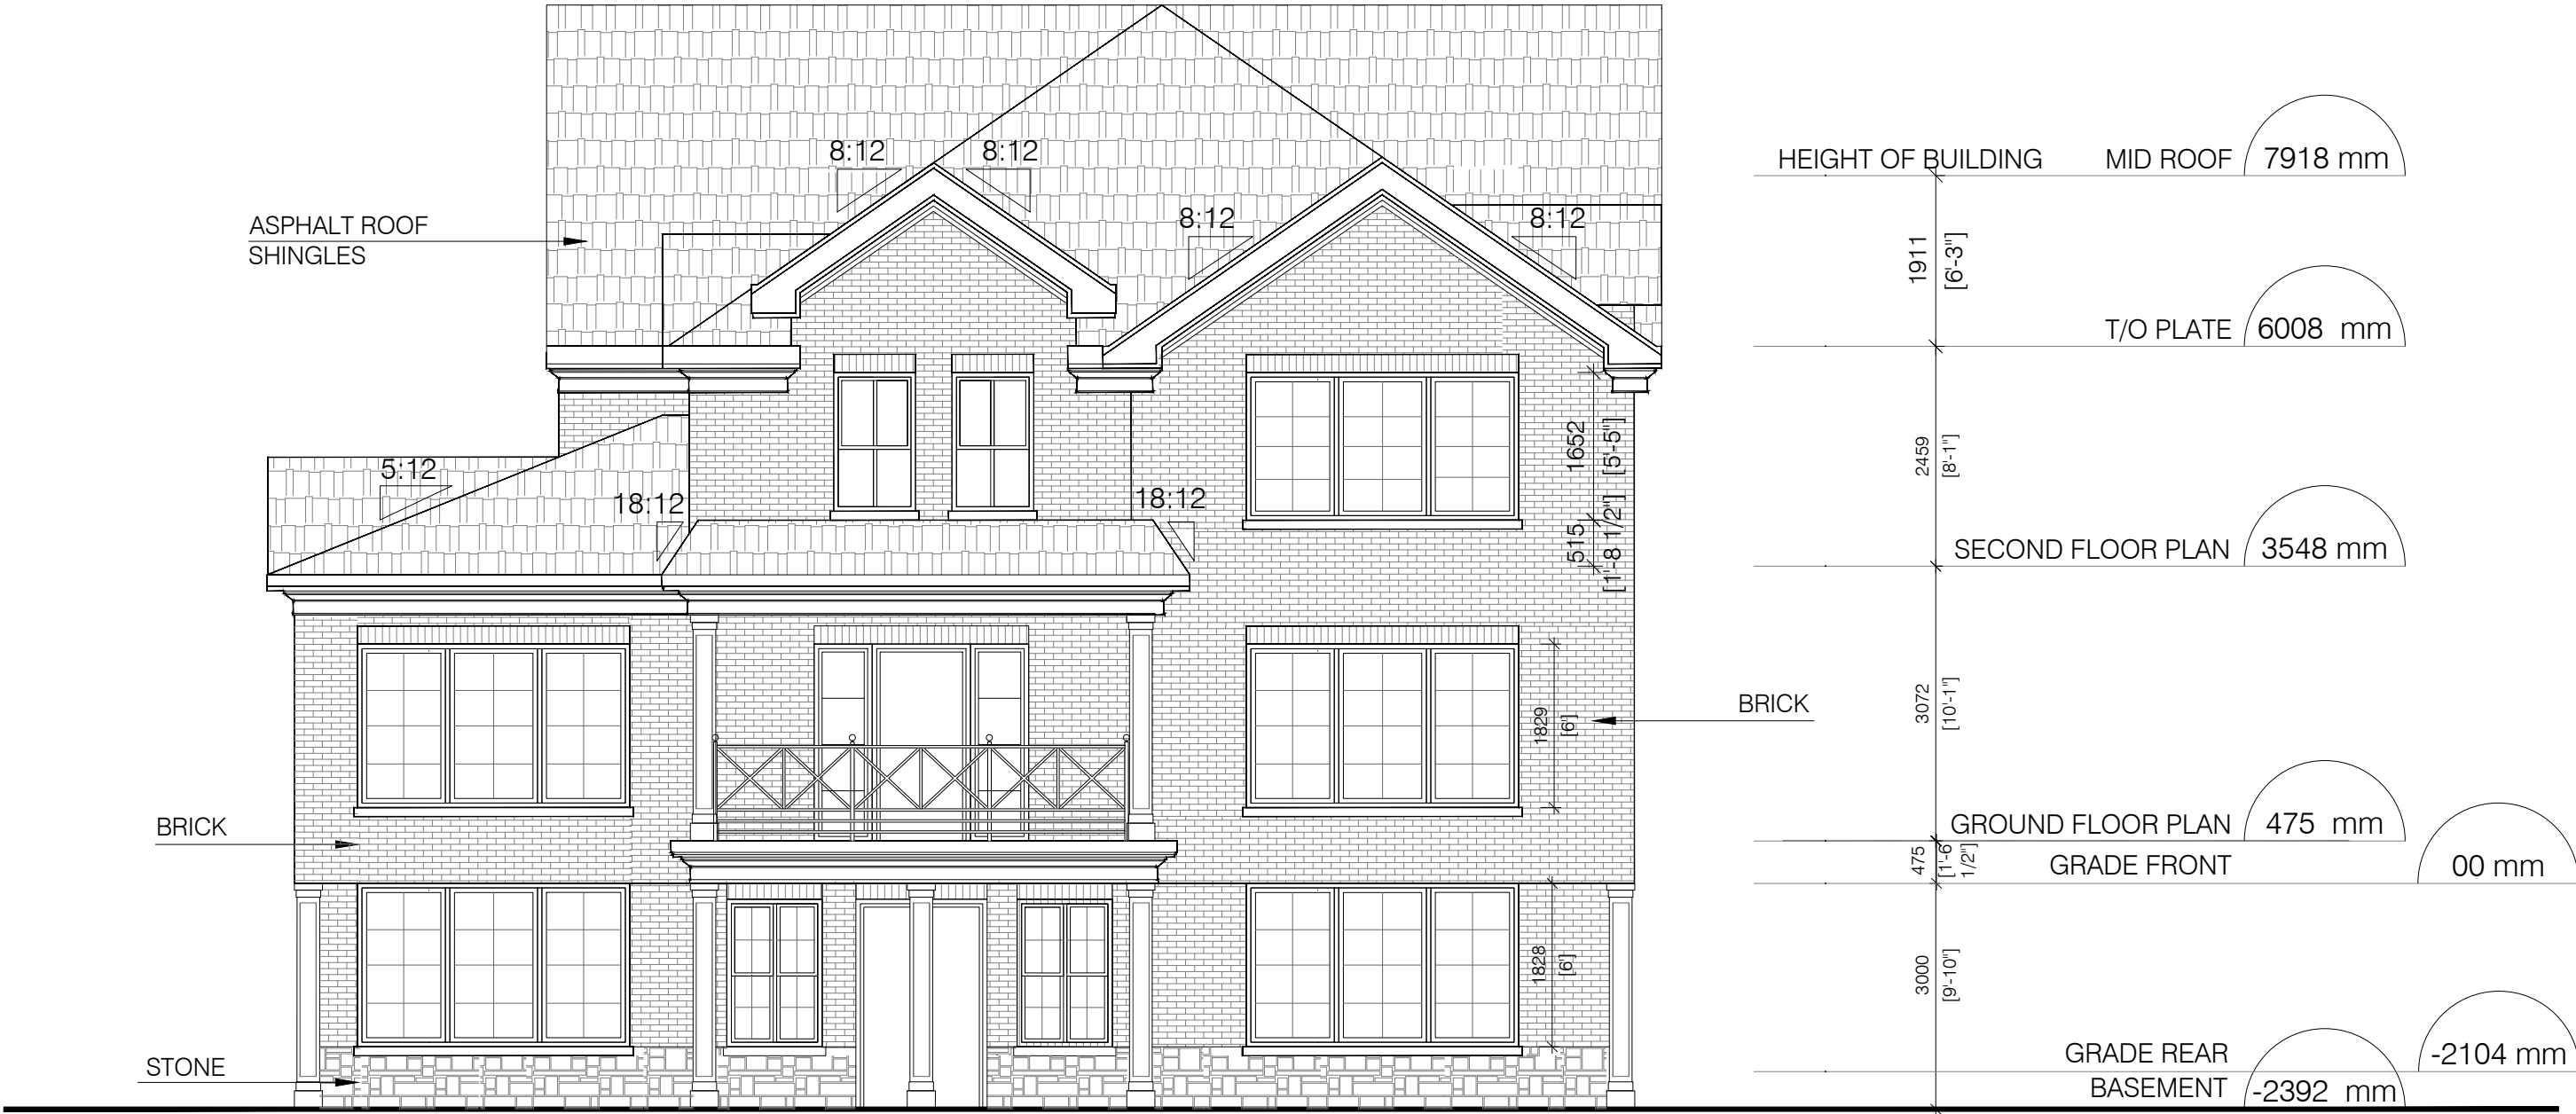 8:12
8:12
HEIGHT OF BUILDING MID ROOF 7918 mm
ASPHALT ROOF
SHINGLES
8:12
8:12
1911
[6'-3"]
T/O PLATE 6008 mm
5:12
18:12
18:12
1652
[5'-5"]
515
[1'-8 1/2"]
2459
[8'-1"]
SECOND FLOOR PLAN 3548 mm
BRICK
1829
[6']
3072
[10'-1"]
BRICK
GROUND FLOOR PLAN 475 mm
475
[1'-6
1/2"]
GRADE FRONT 00 mm
1828
[6']
3000
[9'-10"]
STONE
GRADE REAR -2104 mm
BASEMENT -2392 mm